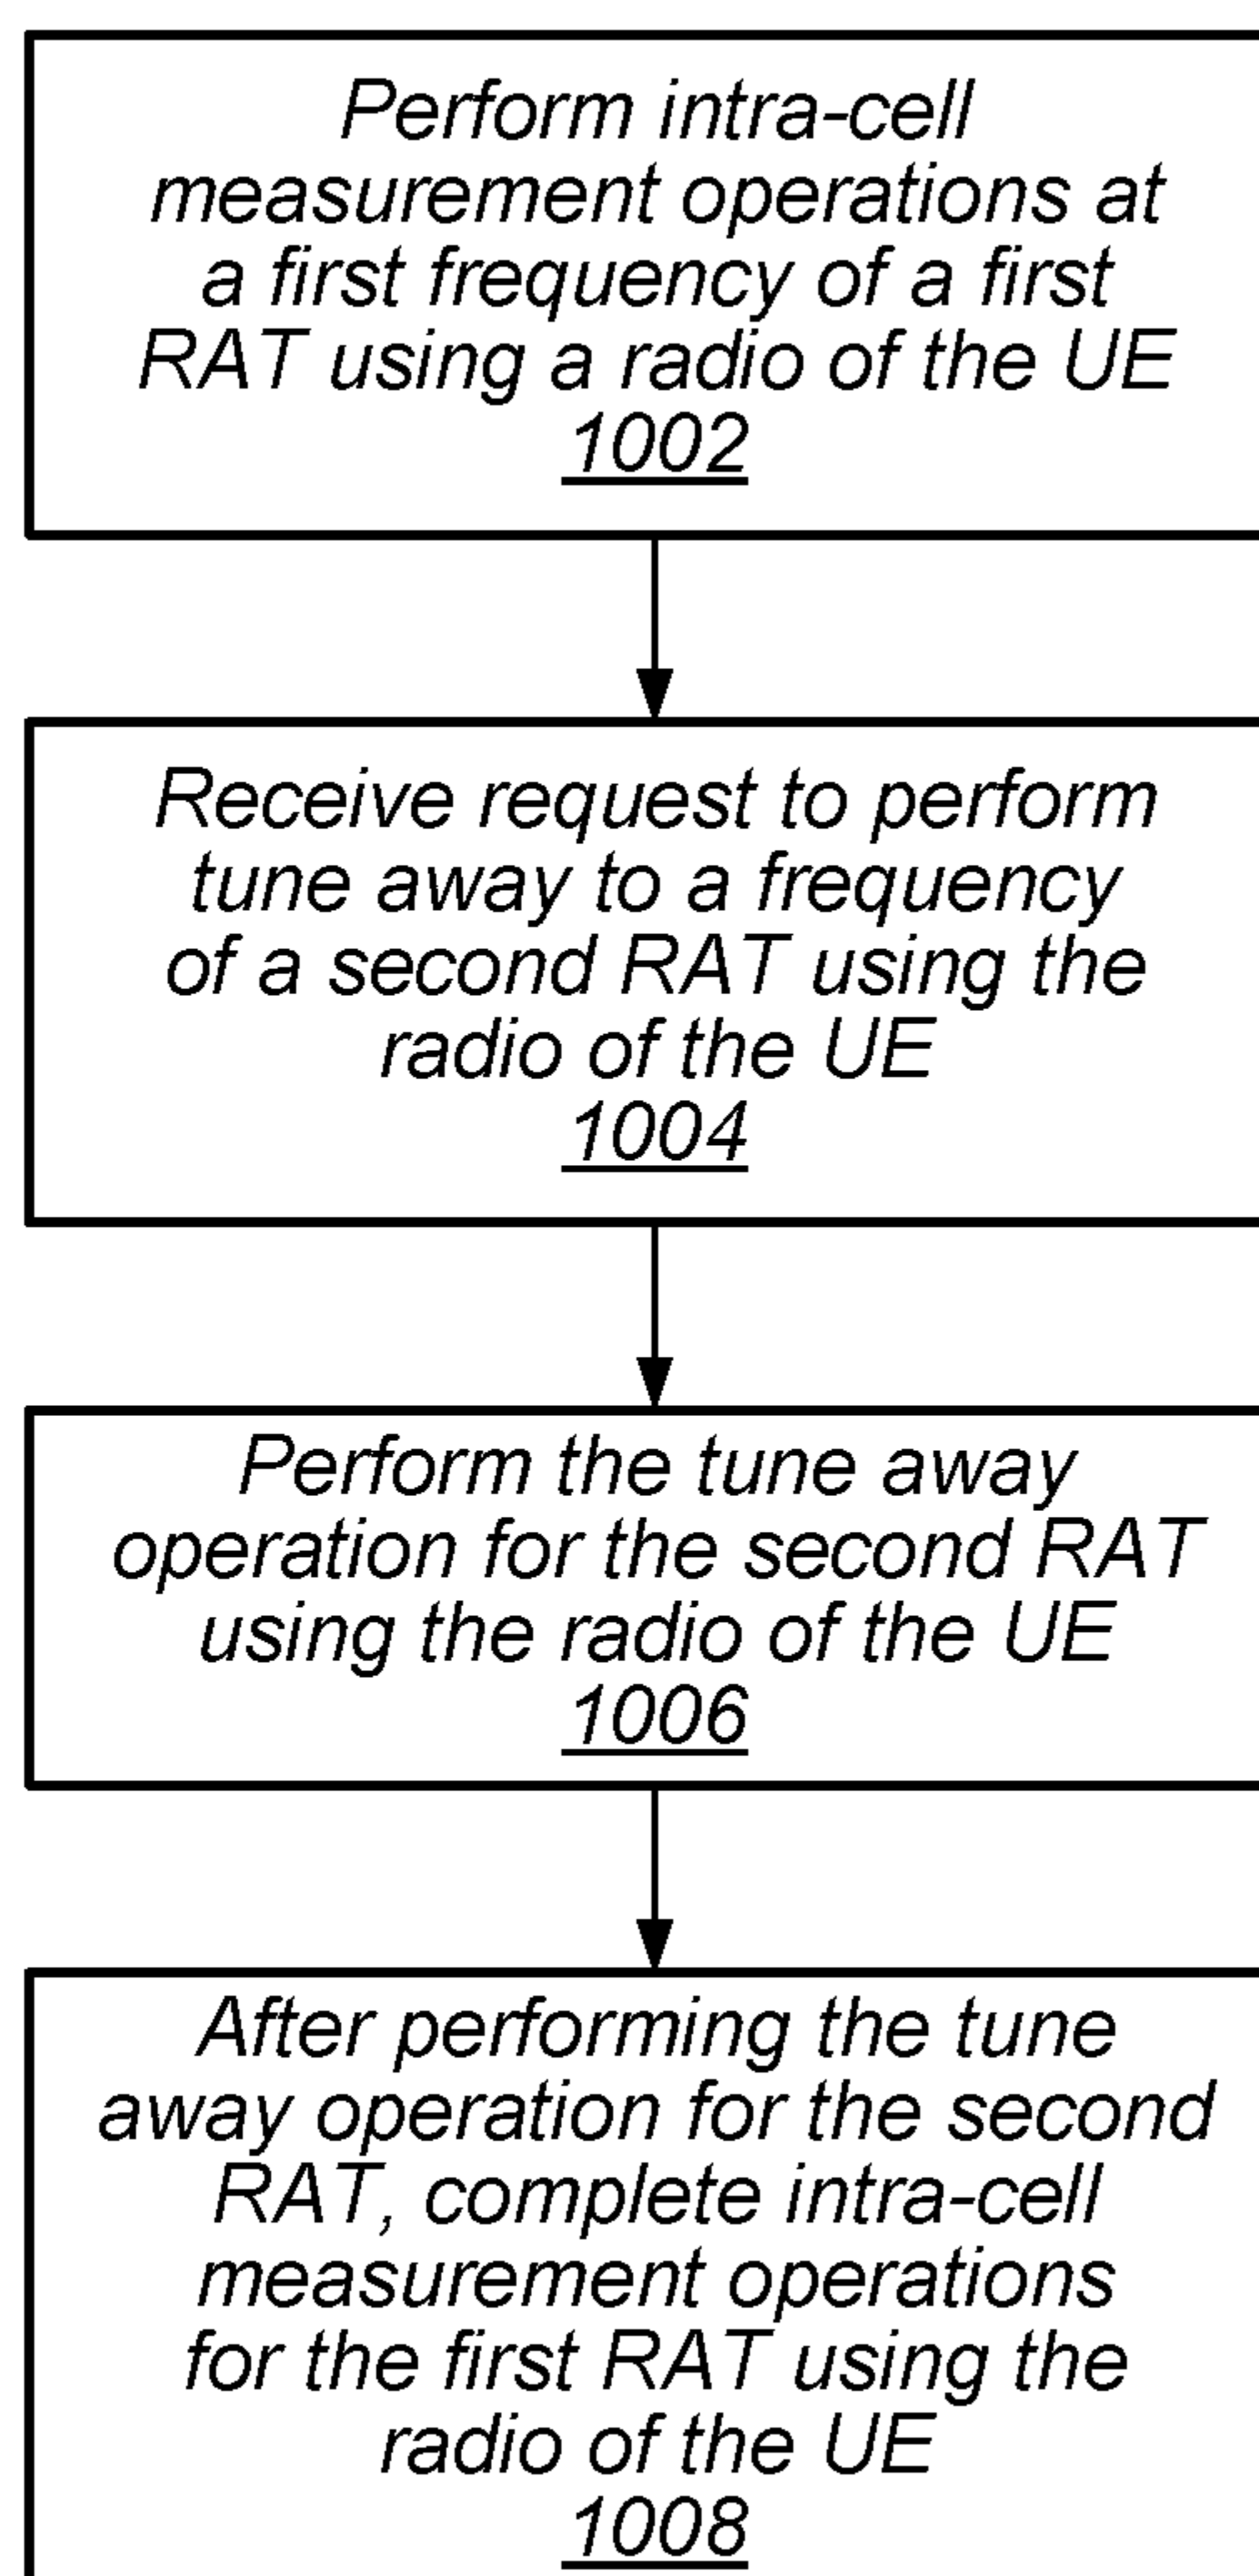 Perform intra-cell
measurement operations at
a first frequency of a first
RAT using a radio of the UE
1002
Receive request to perform
tune away to a frequency
of a second RAT using the
radio of the UE
1004
Perform the tune away
operation for the second RAT
using the radio of the UE
1006
After performing the tune
away operation for the second
RAT, complete intra-cell
measurement operations
for the first RAT using the
radio of the UE
1008